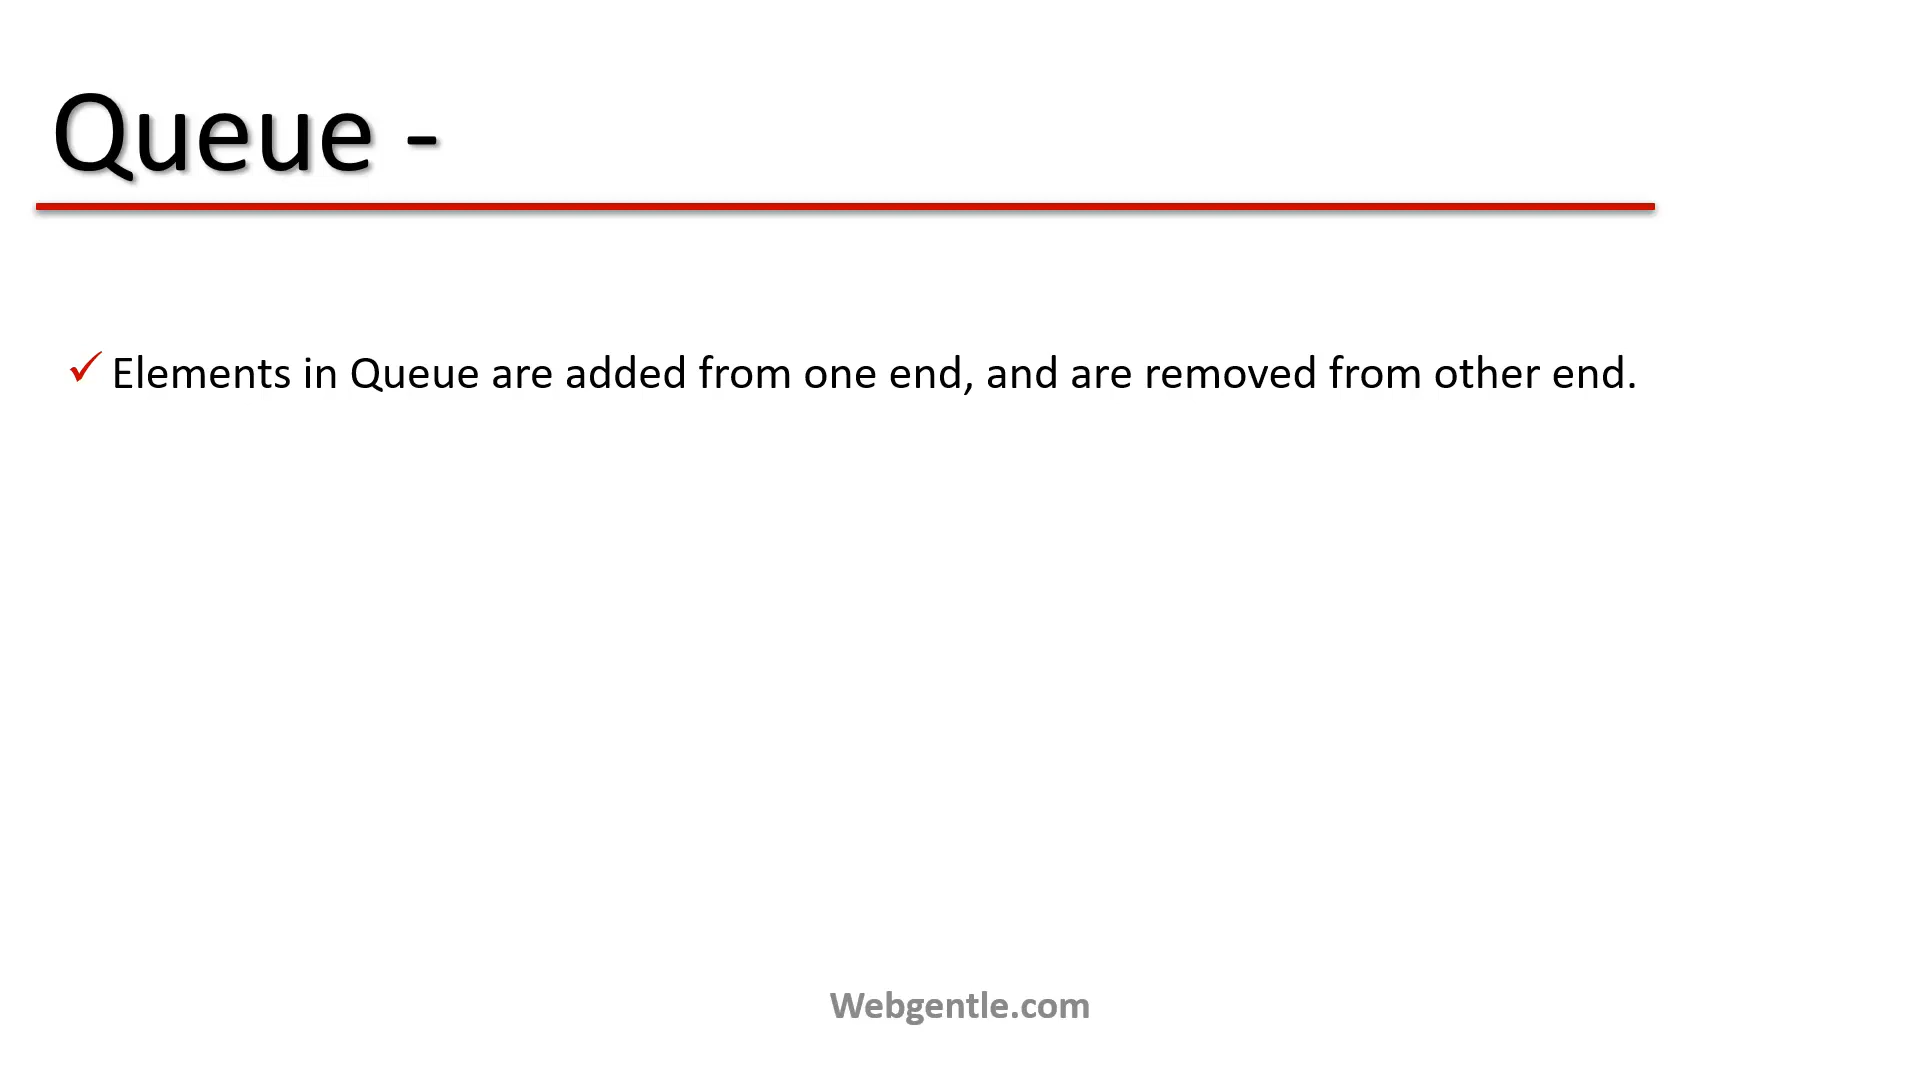 Queue -
✓ Elements in Queue are added from one end, and are removed from other end.
Webgentle.com